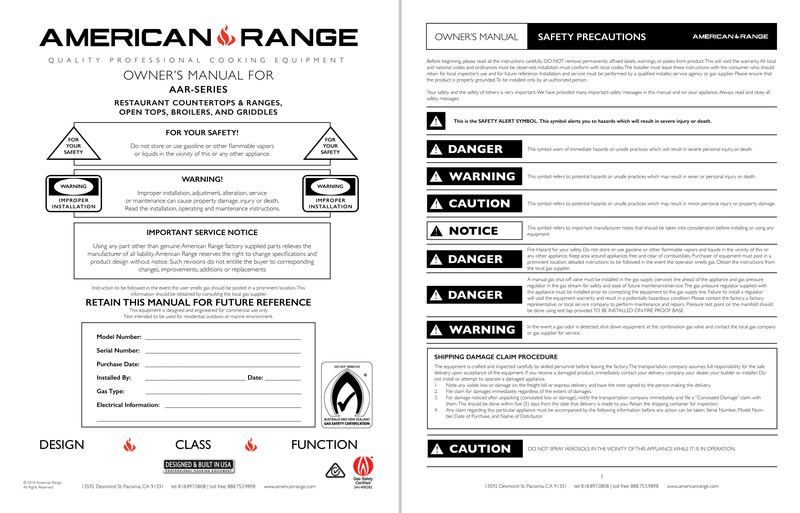 AMERICAN RANGE
QUALITY PROFESSIONAL COOKING EQUIPMENT
OWNER'S MANUAL FOR
AAR-SERIES
RESTAURANT COUNTERTOPS & RANGES,
OPEN TOPS, BROILERS, AND GRIDDLES
FOR
YOUR
SAFETY
FOR YOUR SAFETY!
Do not store or use gasoline or other flammable vapors
or liquids in the vicinity of this or any other appliance.
FOR
YOUR
SAFETY
WARNING
IMPROPER
INSTALLATION
WARNING!
Improper installation, adjustment, alteration, service
or maintenance can cause property damage, injury or death.
Read the installation, operating and maintenance instructions.
WARNING
IMPROPER
INSTALLATION
IMPORTANT SERVICE NOTICE
Using any part other than genuine American Range factory supplied parts relieves the
manufacturer of all liability. American Range reserves the right to change specifications and
product design without notice. Such revisions do not entitle the buyer to corresponding
changes, improvements, additions or replacements
Instruction to be followed in the event the user smells gas should be posted in a prominent location. This
information should be obtained by consulting the local gas supplier.
RETAIN THIS MANUAL FOR FUTURE REFERENCE
This equipment is designed and engineered for commercial use only.
Not intended to be used for residential, outdoor, or marine environment.
Model Number:
Serial Number:
Purchase Date:
Installed By: Date:
Gas Type:
Electrical Information:
DO NOT REMOVE
®
AUSTRALIA AND NEW ZEALAND
GAS SAFETY CERTIFICATION
DESIGN CLASS FUNCTION
DESIGNED & BUILT IN USA
PROFESSIONAL COOKING EQUIPMENT
Gas Safety
Certified
SAI-400282
© 2018 American Range
All Rights Reserved
13592 Desmond St. Pacoima, CA 91331 tel: 818.897.0808 | toll free: 888.753.9898 www.americanrange.com
OWNER'S MANUAL SAFETY PRECAUTIONS AMERICAN RANGE
Before beginning, please read all the instructions carefully. DO NOT remove permanently affixed labels, warnings, or plates from product. This will void the warranty. All local
and national codes and ordinances must be observed; installation must conform with local codes. The Installer must leave these instructions with the consumer who should
retain for local inspector's use and for future reference. Installation and service must be performed by a qualified installer, service agency or gas supplier. Please ensure that
the product is properly grounded. To be installed only by an authorized person.
Your safety and the safety of others is very important. We have provided many important safety messages in this manual and on your appliance. Always read and obey all
safety messages.
This is the SAFETY ALERT SYMBOL. This symbol alerts you to hazards which will result in severe injury or death.
DANGER
This symbol warn of immediate hazards or unsafe practices which will result in severe personal injury or death.
WARNING
This symbol refers to potential hazards or unsafe practices which may result in sever or personal injury or death.
CAUTION
This symbol refers to potential hazards or unsafe practices which may result in minor personal injury or property damage.
NOTICE
This symbol refers to important manufacturer notes that should be taken into consideration before installing or using any
equipment.
DANGER
Fire Hazard for your safety. Do not store or use gasoline or other flammable vapors and liquids in the vicinity of this or
any other appliance. Keep area around appliances free and clear of combustibles. Purchaser of equipment must post in a
prominent location, detailed instructions to be followed in the event the operator smells gas. Obtain the instructions from
the local gas supplier.
DANGER
A manual gas shut-off valve must be installed in the gas supply (service) line ahead of the appliance and gas pressure
regulator in the gas stream for safety and ease of future maintenance/service. The gas pressure regulator supplied with
the appliance must be installed prior to connecting the equipment to the gas supply line. Failure to install a regulator
will void the equipment warranty and result in a potentially hazardous condition. Please contact the factory, a factory
representative, or local service company to perform maintenance and repairs. Pressure test point on the manifold should
be done using test tap provided. TO BE INSTALLED ON FIRE PROOF BASE
WARNING
In the event a gas odor is detected, shut down equipment at the combination gas valve and contact the local gas company
or gas supplier for service.
SHIPPING DAMAGE CLAIM PROCEDURE
The equipment is crafted and inspected carefully by skilled personnel before leaving the factory. The transportation company assumes full responsibility for the safe
delivery upon acceptance of the equipment. If you receive a damaged product, immediately contact your delivery company, your dealer, your builder or installer. Do
not install or attempt to operate a damaged appliance.
1. Note any visible loss or damage on the freight bill or express delivery and have the note signed by the person making the delivery.
2. File claim for damages immediately regardless of the extent of damages.
3. For damage noticed after unpacking (concealed loss or damage), notify the transportation company immediately and file a "Concealed Damage" claim with
them. This should be done within five (5) days from the date that delivery is made to you. Retain the shipping container for inspection.
4. Any claim regarding this particular appliance must be accompanied by the following information before any action can be taken: Serial Number, Model Num-
ber, Date of Purchase, and Name of Distributor.
CAUTION
DO NOT SPRAY AEROSOLS IN THE VICINITY OF THIS APPLIANCE WHILE IT IS IN OPERATION.
1
13592 Desmond St. Pacoima, CA 91331 tel: 818.897.0808 | toll free: 888.753.9898 www.americanrange.com